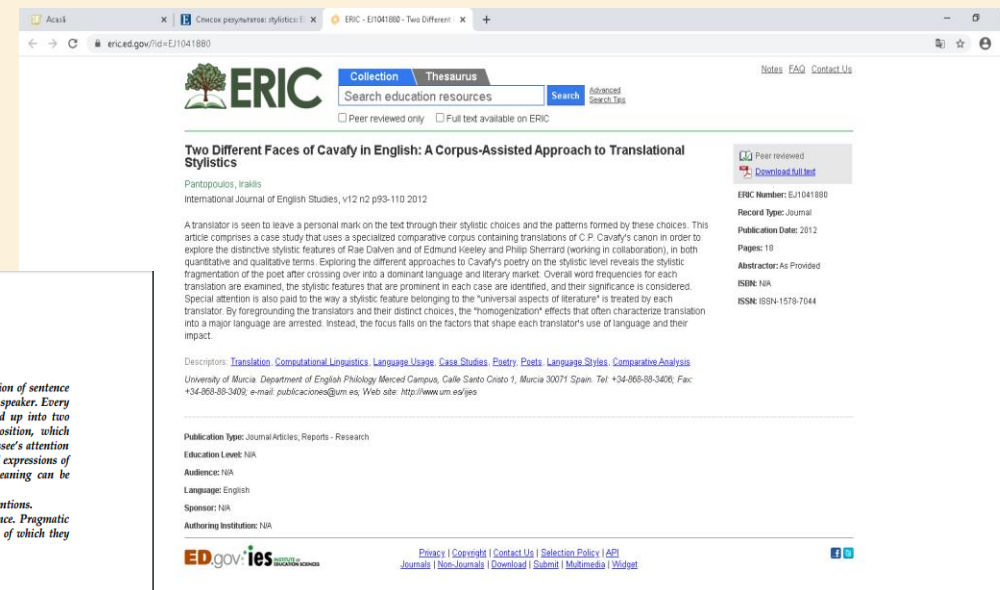 Acasă
Список результатов: stylistics: E
ERIC - EJ1041880 - Two Different
eric.ed.gov/?id=EJ1041880
Notes FAQ Contact Us
ERIC
Collection Thesaurus
Search education resources Search Advanced Search Tips
Peer reviewed only Full text available on ERIC
Two Different Faces of Cavafy in English: A Corpus-Assisted Approach to Translational
Stylistics
Pantopoulos, Iraklis
International Journal of English Studies, v12 n2 p93-110 2012
A translator is seen to leave a personal mark on the text through their stylistic choices and the patterns formed by these choices. This
article comprises a case study that uses a specialized comparative corpus containing translations of C.P. Cavafy's canon in order to
explore the distinctive stylistic features of Rae Dalven and of Edmund Keeley and Philip Sherrard (working in collaboration), in both
quantitative and qualitative terms. Exploring the different approaches to Cavafy's poetry on the stylistic level reveals the stylistic
fragmentation of the poet after crossing over into a dominant language and literary market. Overall word frequencies for each
translation are examined, the stylistic features that are prominent in each case are identified, and their significance is considered.
Special attention is also paid to the way a stylistic feature belonging to the "universal aspects of literature" is treated by each
translator. By foregrounding the translators and their distinct choices, the "homogenization" effects that often characterize translation
into a major language are arrested. Instead, the focus falls on the factors that shape each translator's use of language and their
impact.
Descriptors: Translation, Computational Linguistics, Language Usage, Case Studies, Poetry, Poets, Language Styles, Comparative Analysis
University of Murcia. Department of English Philology Merced Campus, Calle Santo Cristo 1, Murcia 30071 Spain. Tel: +34-868-88-3406; Fax:
+34-868-88-3409; e-mail: publicaciones@um.es; Web site: http://www.um.es/ijes
Peer reviewed
Download full text
ERIC Number: EJ1041880
Record Type: Journal
Publication Date: 2012
Pages: 18
Abstractor: As Provided
ISBN: N/A
ISSN: ISSN-1578-7044
Publication Type: Journal Articles; Reports - Research
Education Level: N/A
Audience: N/A
Language: English
Sponsor: N/A
Authoring Institution: N/A
ED.gov ies INSTITUTE OF EDUCATION SCIENCES
Privacy | Copyright | Contact Us | Selection Policy | API
Journals | Non-Journals | Download | Submit | Multimedia | Widget
ion of sentence
speaker. Every
d up into two
osition, which
ssee's attention
expressions of
eaning can be
ntions.
nce. Pragmatic
of which they